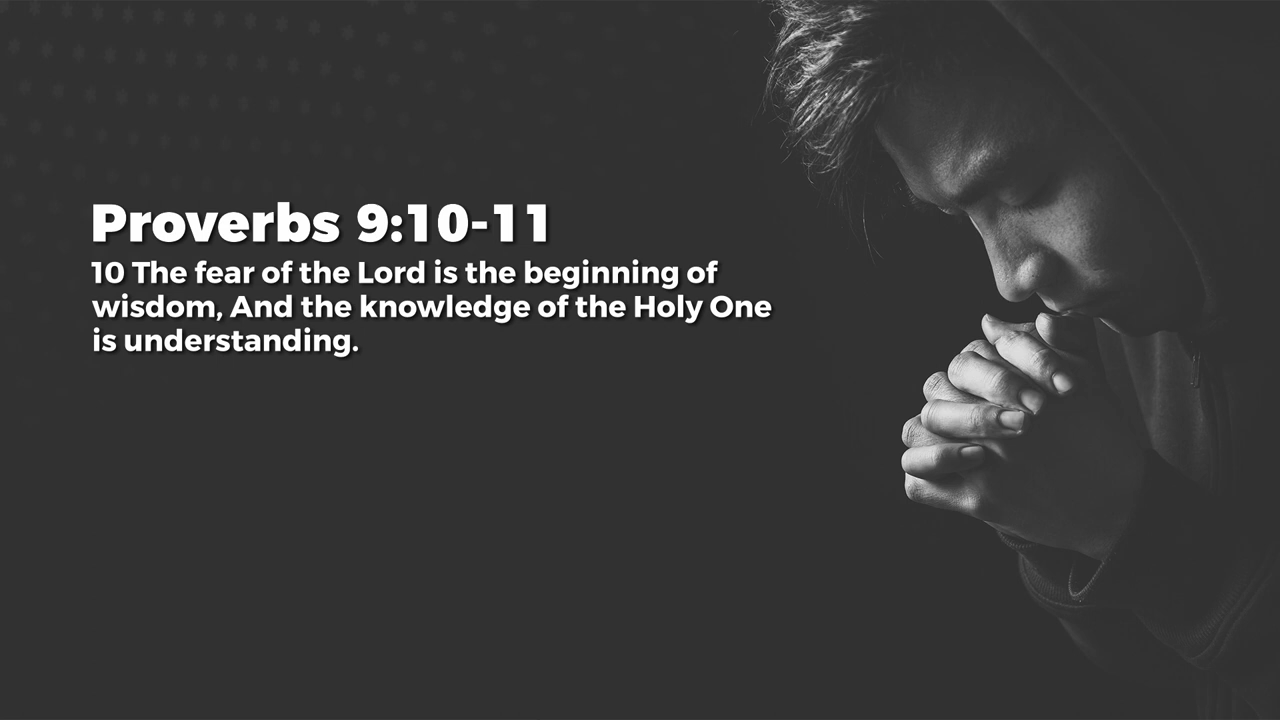 Proverbs 9:10-11
10 The fear of the Lord is the beginning of
wisdom, And the knowledge of the Holy One
is understanding.